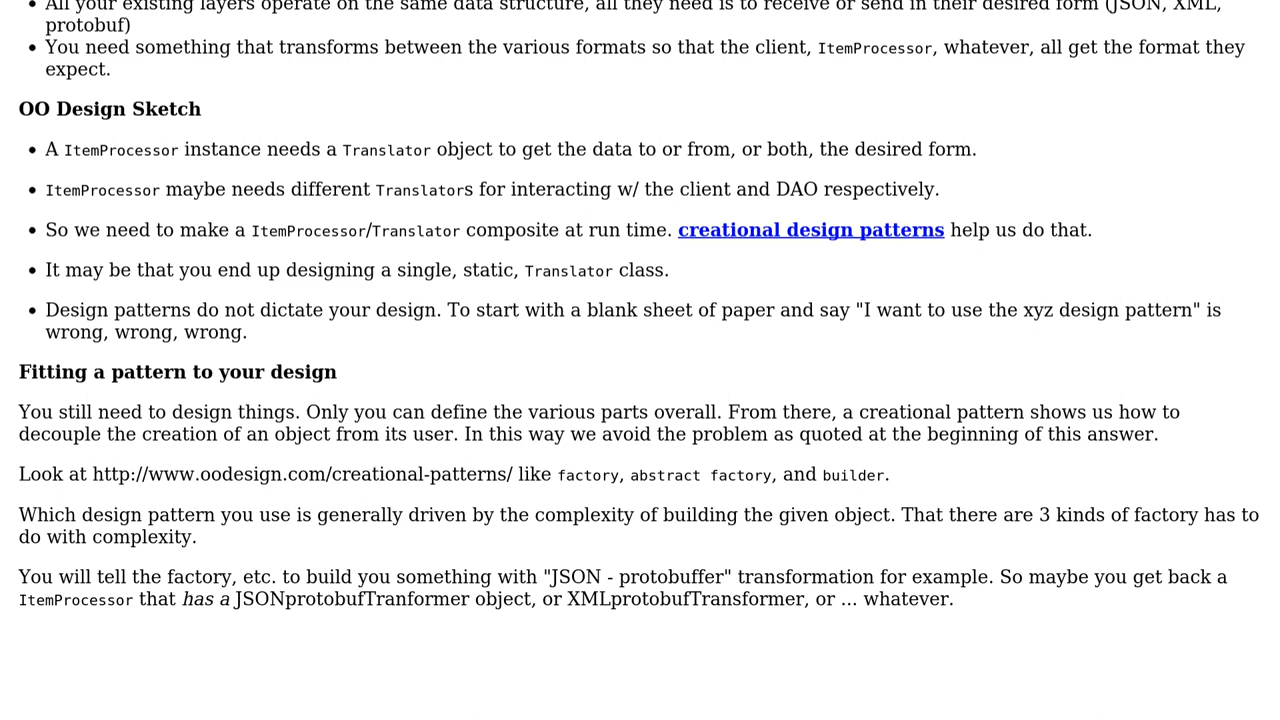 All your existing layers operate on the same data structure, all they need is to receive or send in their desired form (JSON, XML,
protobuf)
You need something that transforms between the various formats so that the client, ItemProcessor, whatever, all get the format they
expect.
OO Design Sketch
A ItemProcessor instance needs a Translator object to get the data to or from, or both, the desired form.
ItemProcessor maybe needs different Translators for interacting w/ the client and DAO respectively.
So we need to make a ItemProcessor/Translator composite at run time. creational design patterns help us do that.
It may be that you end up designing a single, static, Translator class.
Design patterns do not dictate your design. To start with a blank sheet of paper and say "I want to use the xyz design pattern" is
wrong, wrong, wrong.
Fitting a pattern to your design
You still need to design things. Only you can define the various parts overall. From there, a creational pattern shows us how to
decouple the creation of an object from its user. In this way we avoid the problem as quoted at the beginning of this answer.
Look at http://www.oodesign.com/creational-patterns/ like factory, abstract factory, and builder.
Which design pattern you use is generally driven by the complexity of building the given object. That there are 3 kinds of factory has to
do with complexity.
You will tell the factory, etc. to build you something with "JSON - protobuffer" transformation for example. So maybe you get back a
ItemProcessor that has a JSONprotobufTranformer object, or XMLprotobufTransformer, or ... whatever.